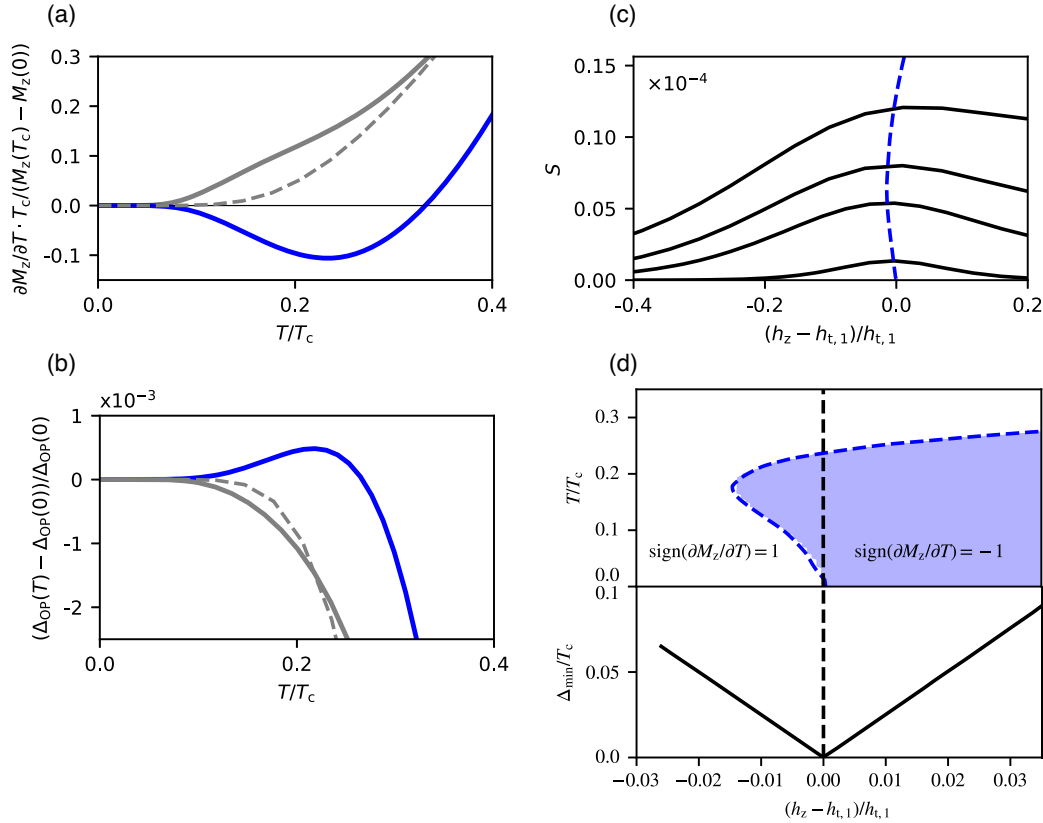 (a)
∂M_z/∂T · T_c/(M_z(T_c) − M_z(0))
0.3
0.2
0.1
0.0
-0.1
0.0
0.2
0.4
T/T_c
(b)
x10⁻³
(Δ_OP(T) − Δ_OP(0))/Δ_OP(0)
1
0
-1
-2
0.0
0.2
0.4
T/T_c
(c)
×10⁻⁴
S
0.15
0.10
0.05
0.00
-0.4
-0.2
0.0
0.2
(h_z − h_t,1)/h_t,1
(d)
T/T_c
0.3
0.2
0.1
0.0
sign(∂M_z/∂T) = 1
sign(∂M_z/∂T) = −1
Δ_min/T_c
0.1
0.05
0.0
−0.03
−0.02
−0.01
0.00
0.01
0.02
0.03
(h_z − h_t,1)/h_t,1